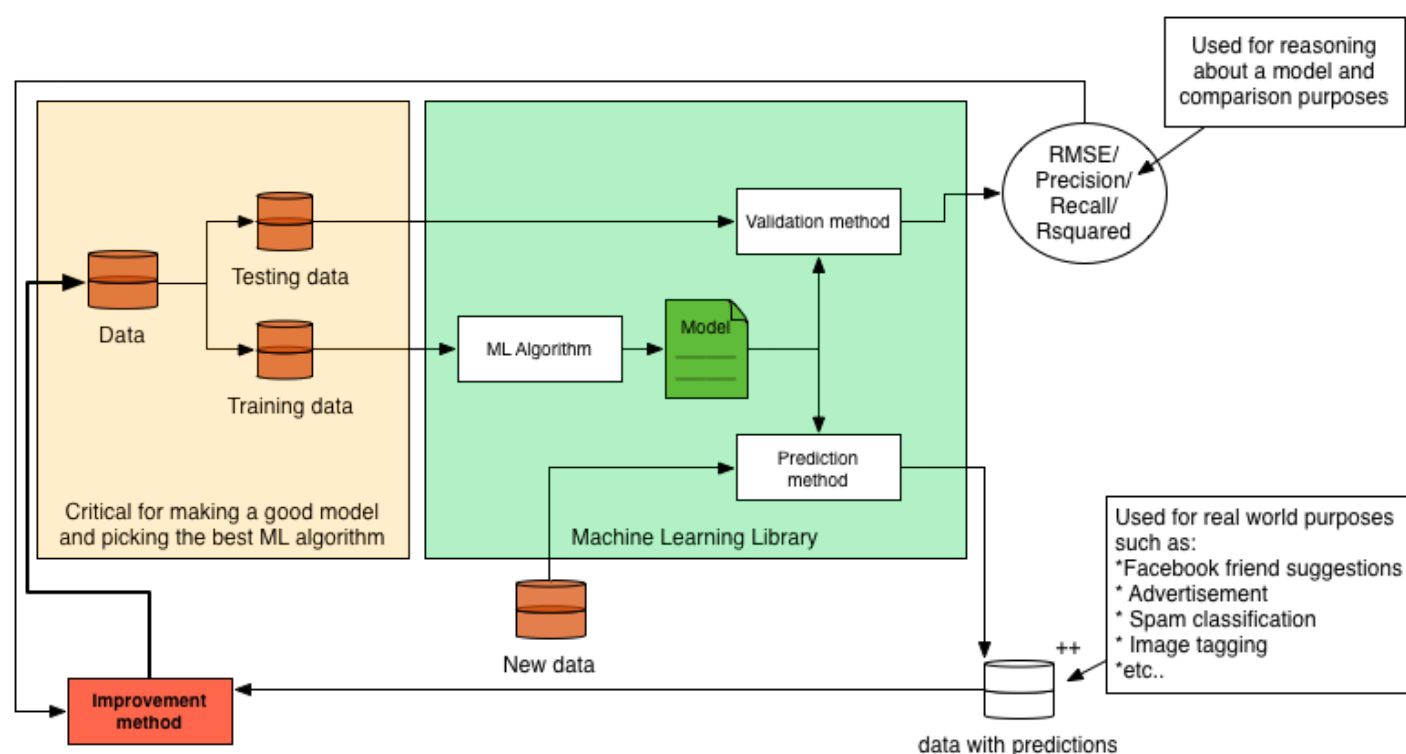 Used for reasoning
about a model and
comparison purposes
RMSE/
Precision/
Recall/
Rsquared
Validation method
Testing data
Data
Model
ML Algorithm
Training data
Prediction
method
Critical for making a good model
and picking the best ML algorithm
Machine Learning Library
Used for real world purposes
such as:
*Facebook friend suggestions
* Advertisement
* Spam classification
* Image tagging
*etc..
New data
++
Improvement
method
data with predictions